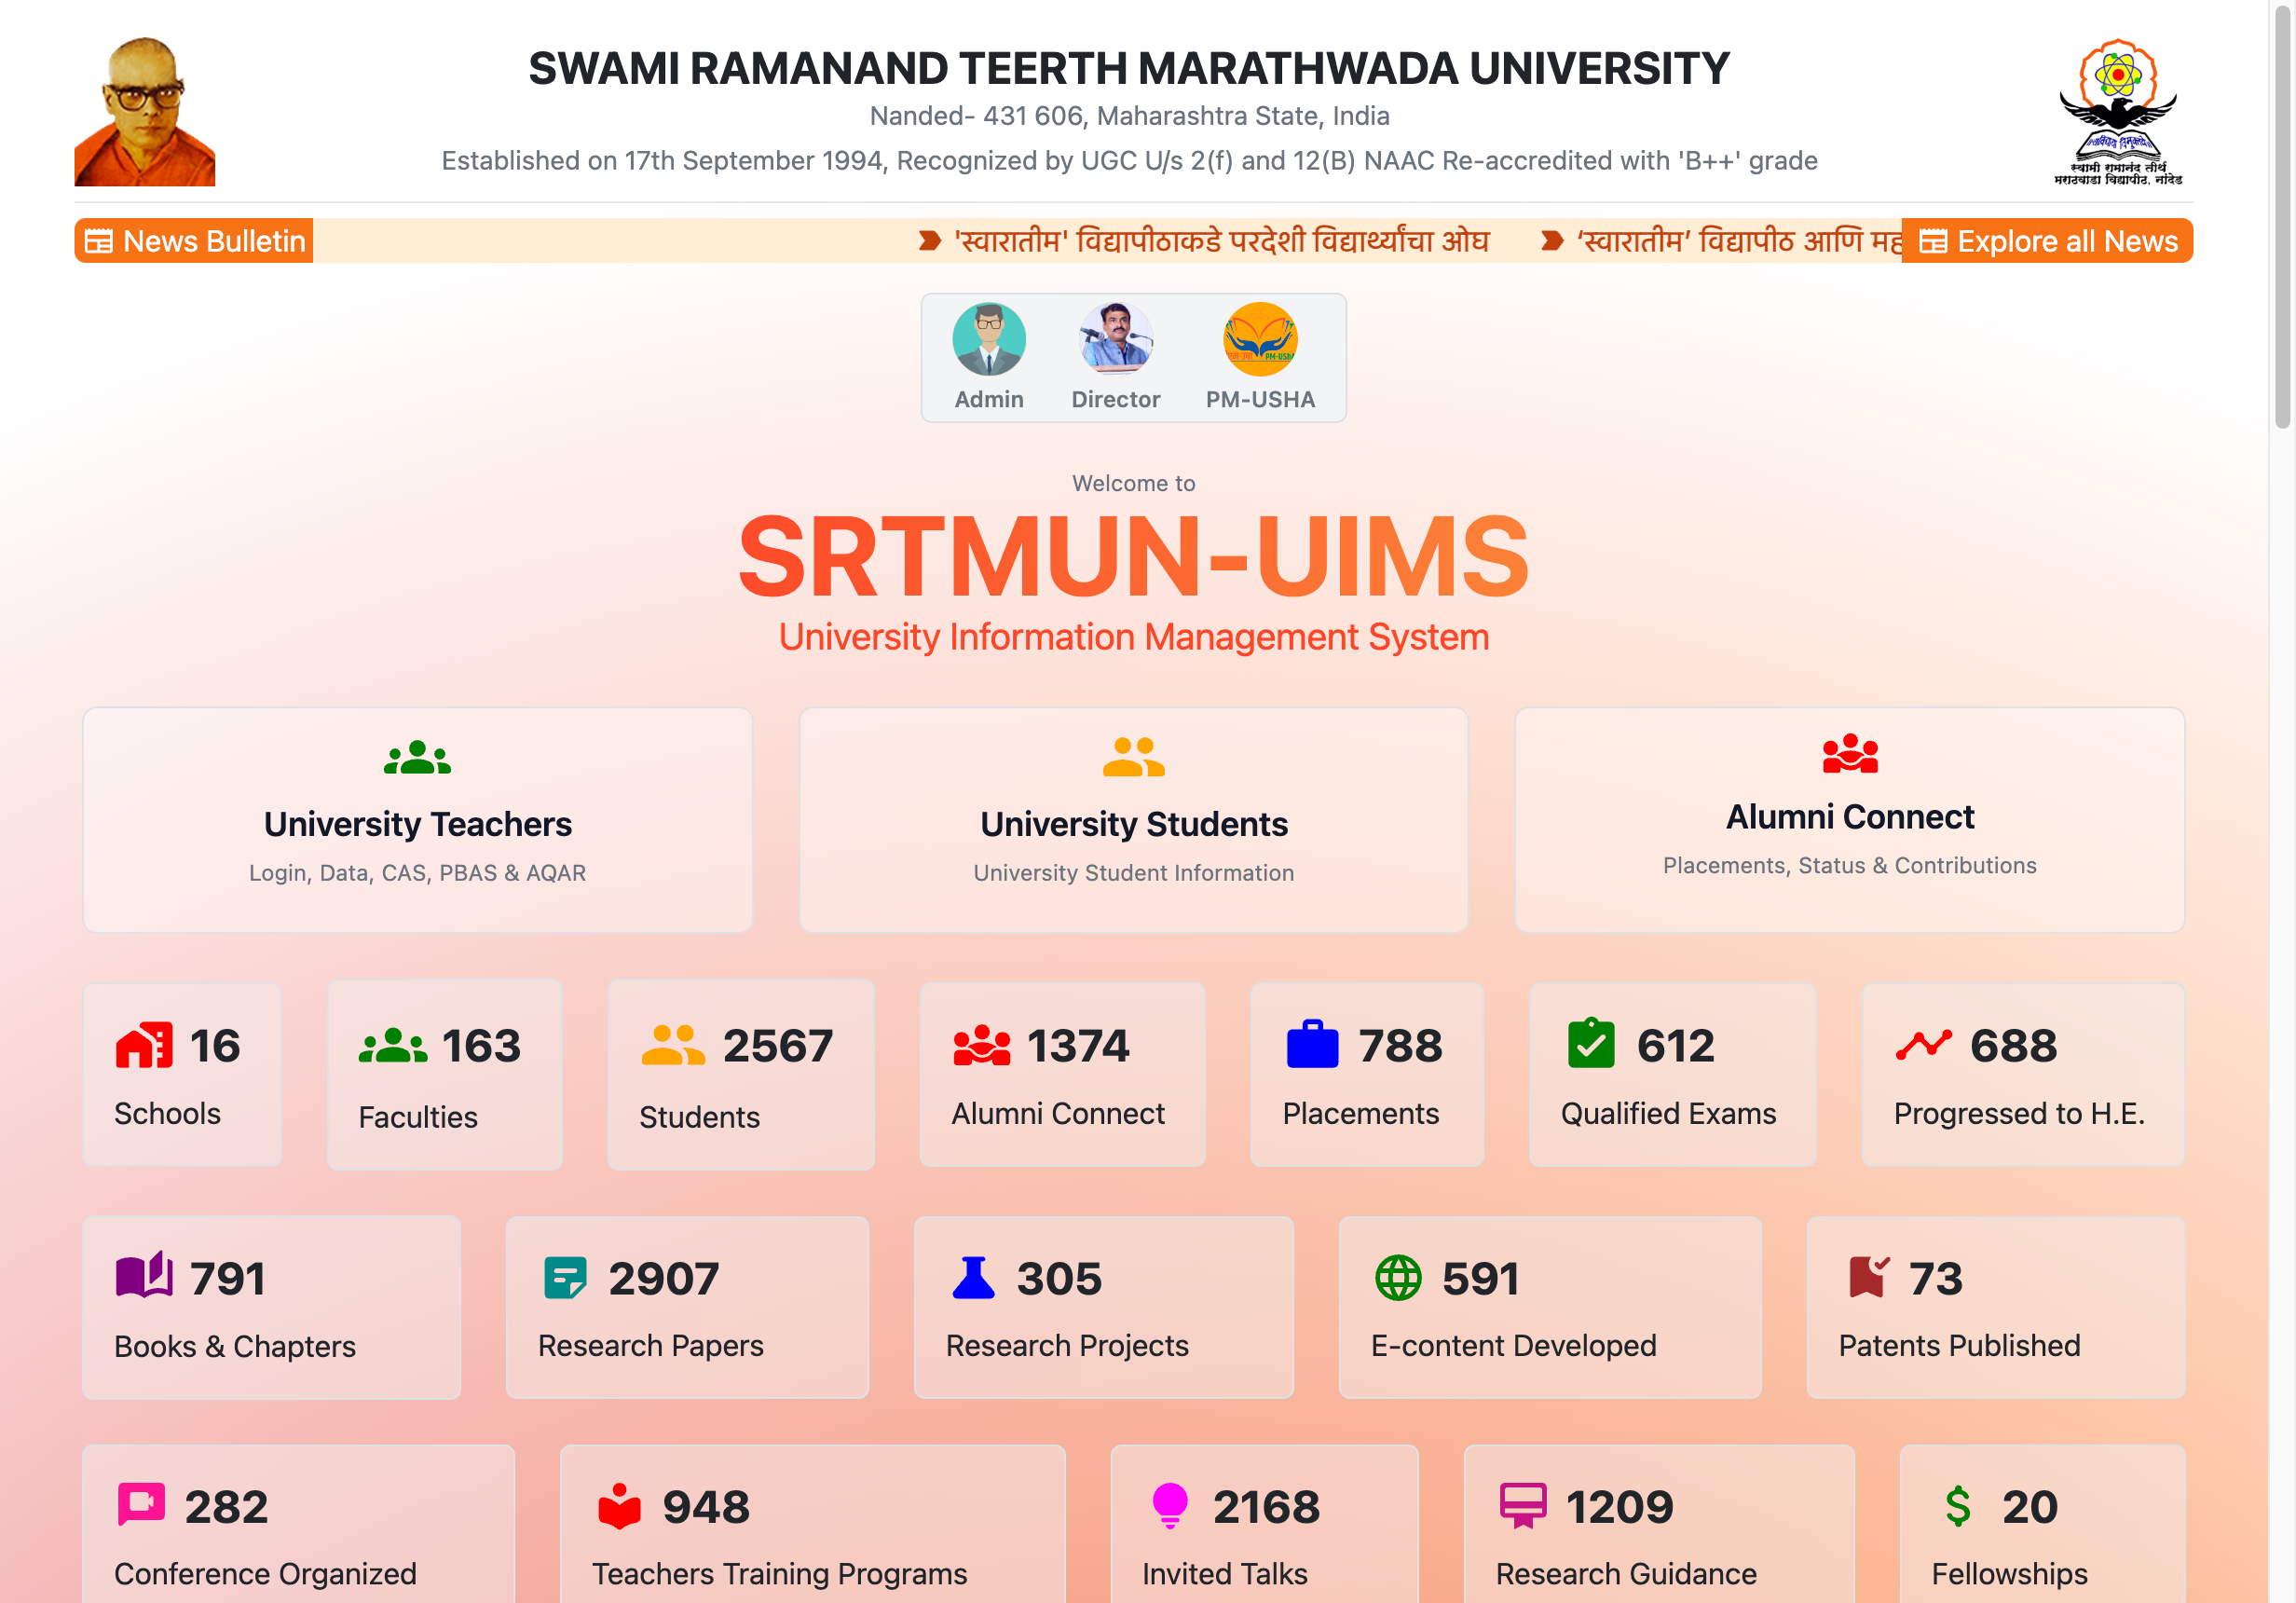 SWAMI RAMANAND TEERTH MARATHWADA UNIVERSITY
Nanded- 431 606, Maharashtra State, India
Established on 17th September 1994, Recognized by UGC U/s 2(f) and 12(B) NAAC Re-accredited with 'B++' grade
स्वामी रामानंद तीर्थ
मराठवाडा विद्यापीठ, नांदेड
News Bulletin
'स्वारातीम' विद्यापीठाकडे परदेशी विद्यार्थ्यांचा ओघ
‘स्वारातीम’ विद्यापीठ आणि मह
Explore all News
PM-USHA
Admin
Director
PM-USHA
Welcome to
SRTMUN-UIMS
University Information Management System
University Teachers
Login, Data, CAS, PBAS & AQAR
University Students
University Student Information
Alumni Connect
Placements, Status & Contributions
16
Schools
163
Faculties
2567
Students
1374
Alumni Connect
788
Placements
612
Qualified Exams
688
Progressed to H.E.
791
Books & Chapters
2907
Research Papers
305
Research Projects
591
E-content Developed
73
Patents Published
282
Conference Organized
948
Teachers Training Programs
2168
Invited Talks
1209
Research Guidance
20
Fellowships